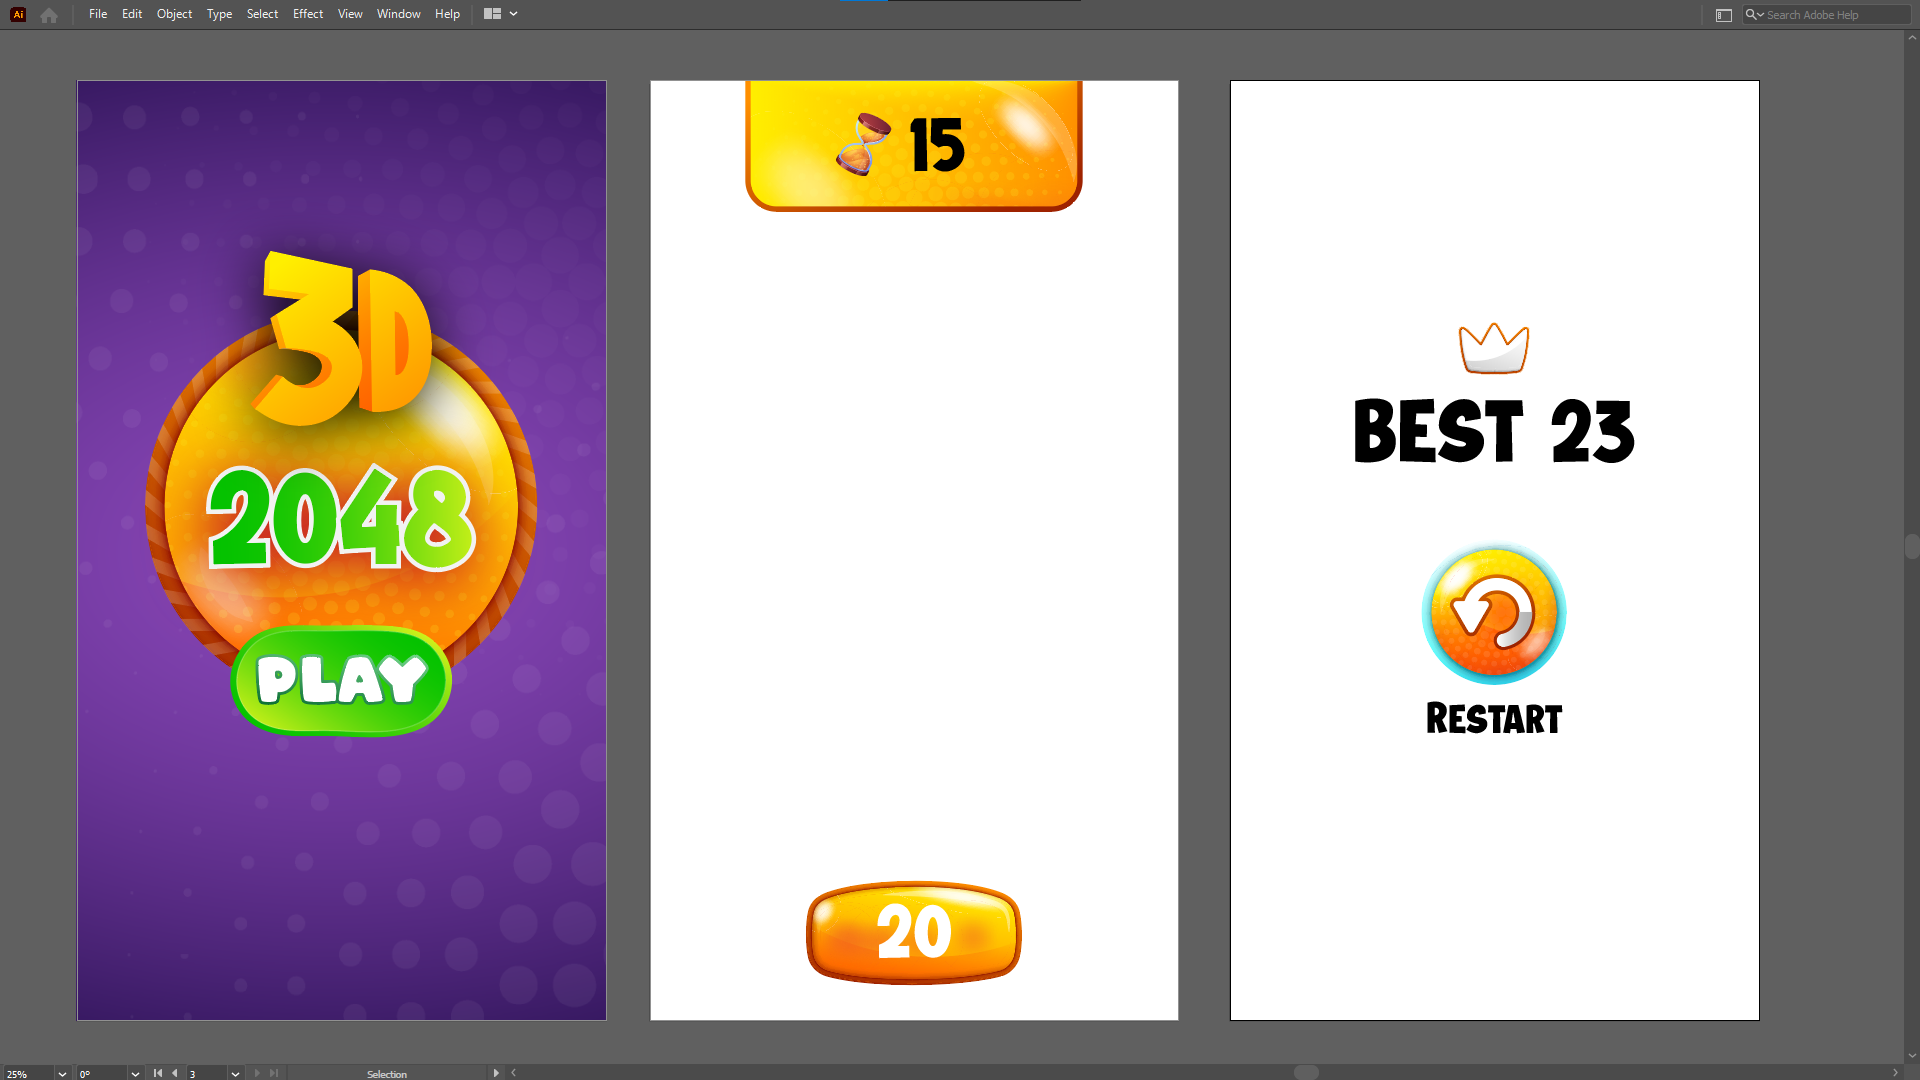 Ai File Edit Object Type Select Effect View Window Help
Search Adobe Help
3D
2048
PLAY
15
20
BEST 23
RESTART
25% 0° 3 Selection